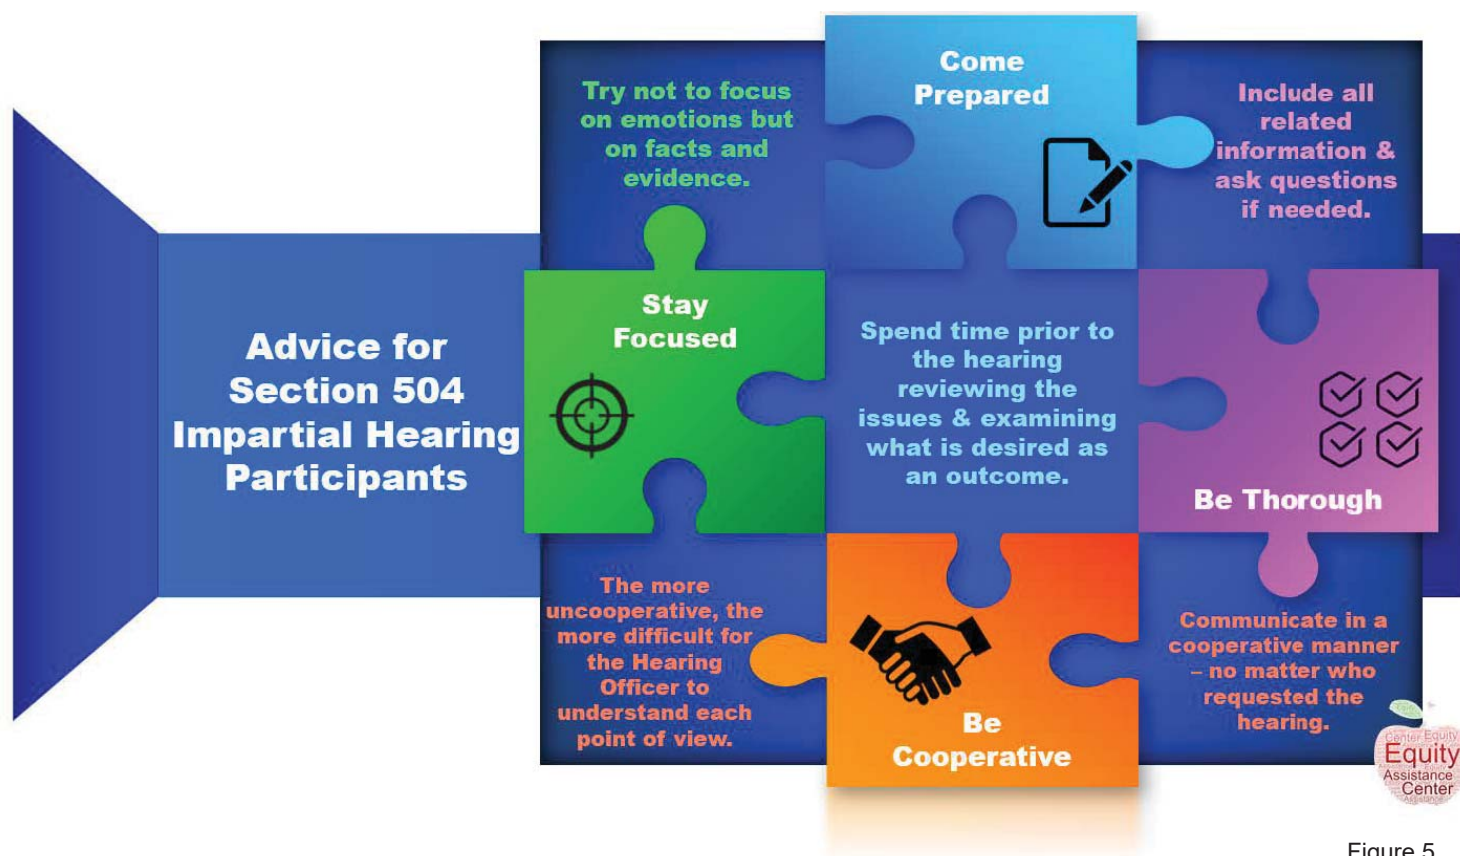 Advice for
Section 504
Impartial Hearing
Participants
Try not to focus
on emotions but
on facts and
evidence.
Come
Prepared
Include all
related
information &
ask questions
if needed.
Stay
Focused
Spend time prior to
the hearing
reviewing the
issues & examining
what is desired as
an outcome.
Be Thorough
The more
uncooperative, the
more difficult for
the Hearing
Officer to
understand each
point of view.
Be
Cooperative
Communicate in a
cooperative manner
– no matter who
requested the
hearing.
Center Equity
Equity
Assistance
Center
Assistance
Figure 5